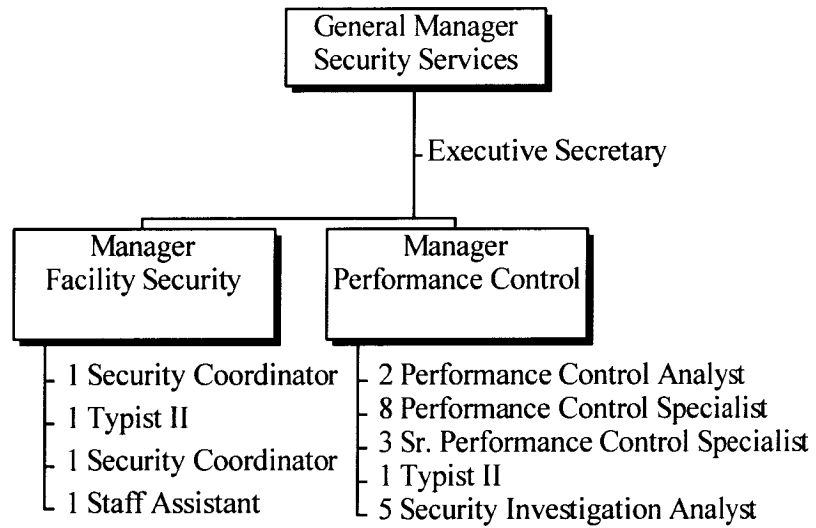 General Manager
Security Services
Executive Secretary
Manager
Facility Security
Manager
Performance Control
1 Security Coordinator
1 Typist II
1 Security Coordinator
1 Staff Assistant
2 Performance Control Analyst
8 Performance Control Specialist
3 Sr. Performance Control Specialist
1 Typist II
5 Security Investigation Analyst